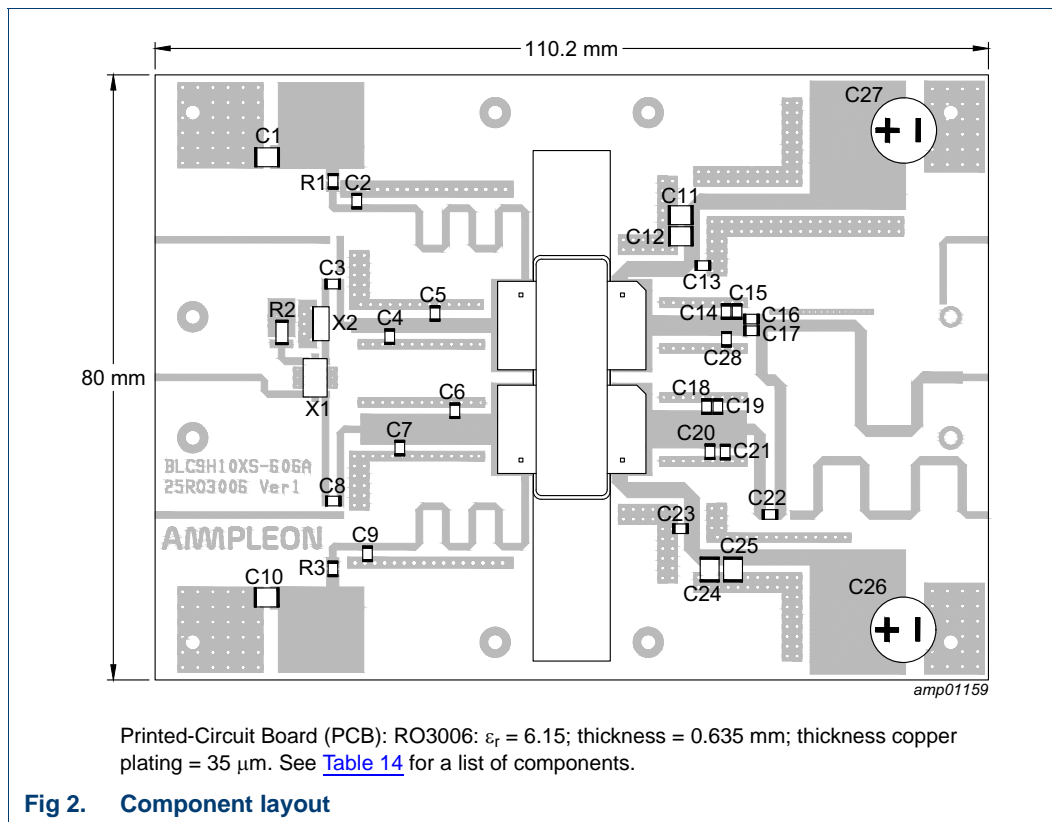 110.2 mm
C27
C1
R1
C2
C11
C12
C3
C13
C5
C15
R2
X2
C4
C14
C16
C17
C28
80 mm
X1
C6
C18
C19
C7
C20
C21
BLC9H10XS-606A
25RO3006 Ver1
C8
C22
AMPLEON
C9
C23
C25
R3
C10
C24
C26
amp01159
Printed-Circuit Board (PCB): RO3006: εr = 6.15; thickness = 0.635 mm; thickness copper
plating = 35 μm. See Table 14 for a list of components.
Fig 2. Component layout